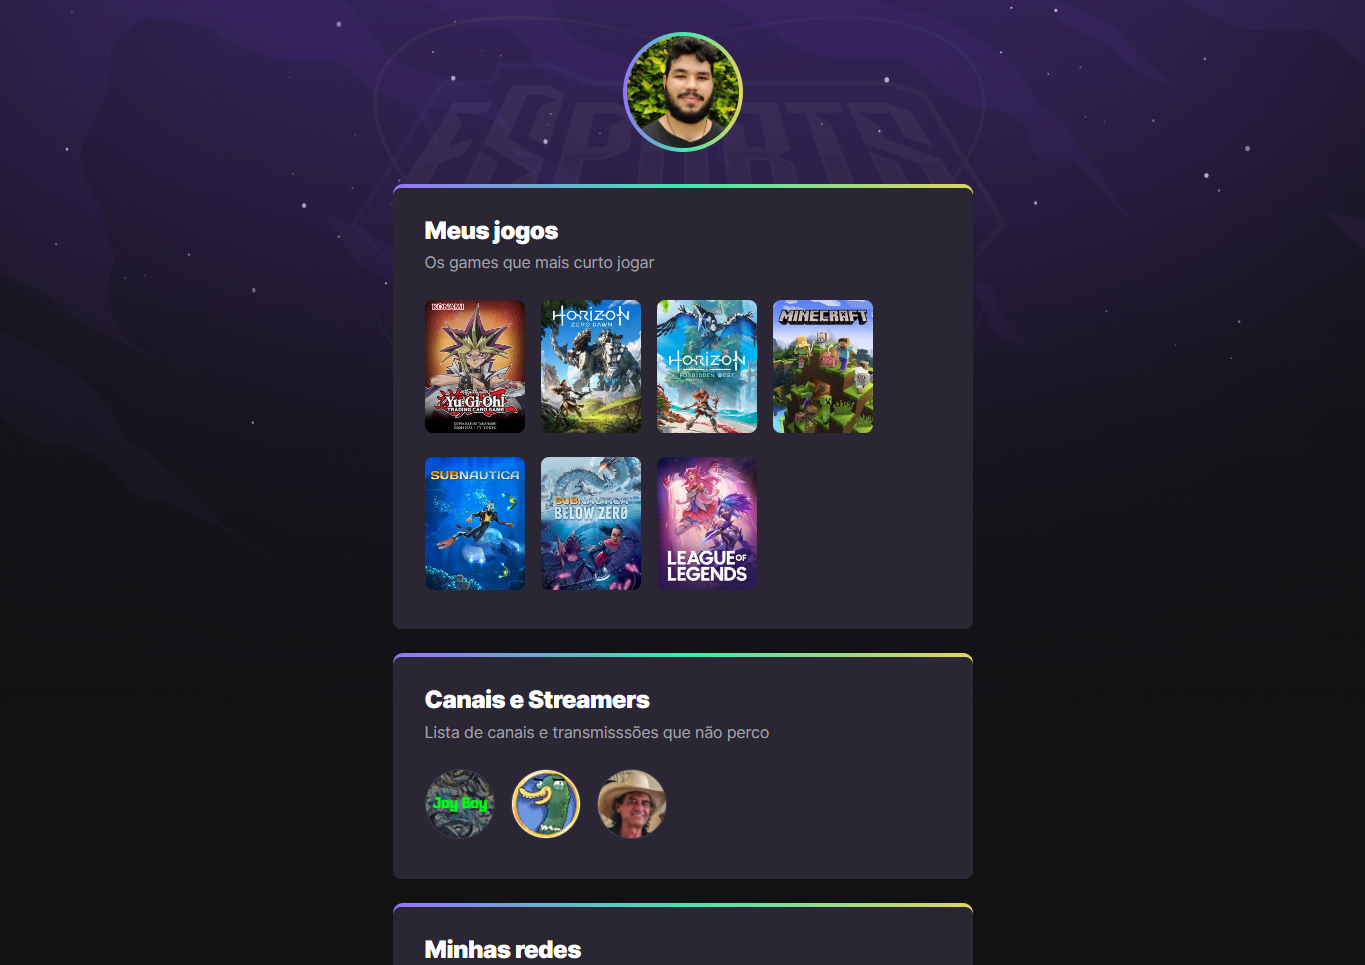 ESPORTS
Meus jogos
Os games que mais curto jogar
KONAMI
Yu-Gi-Oh!
TRADING CARD GAME
HORIZON
ZERO DAWN
HORIZON
FORBIDDEN WEST
MINECRAFT
SUBNAUTICA
SUBNAUTICA
BELOW ZERO
LEAGUE OF
LEGENDS
Canais e Streamers
Lista de canais e transmisssões que não perco
Joy Boy
Minhas redes